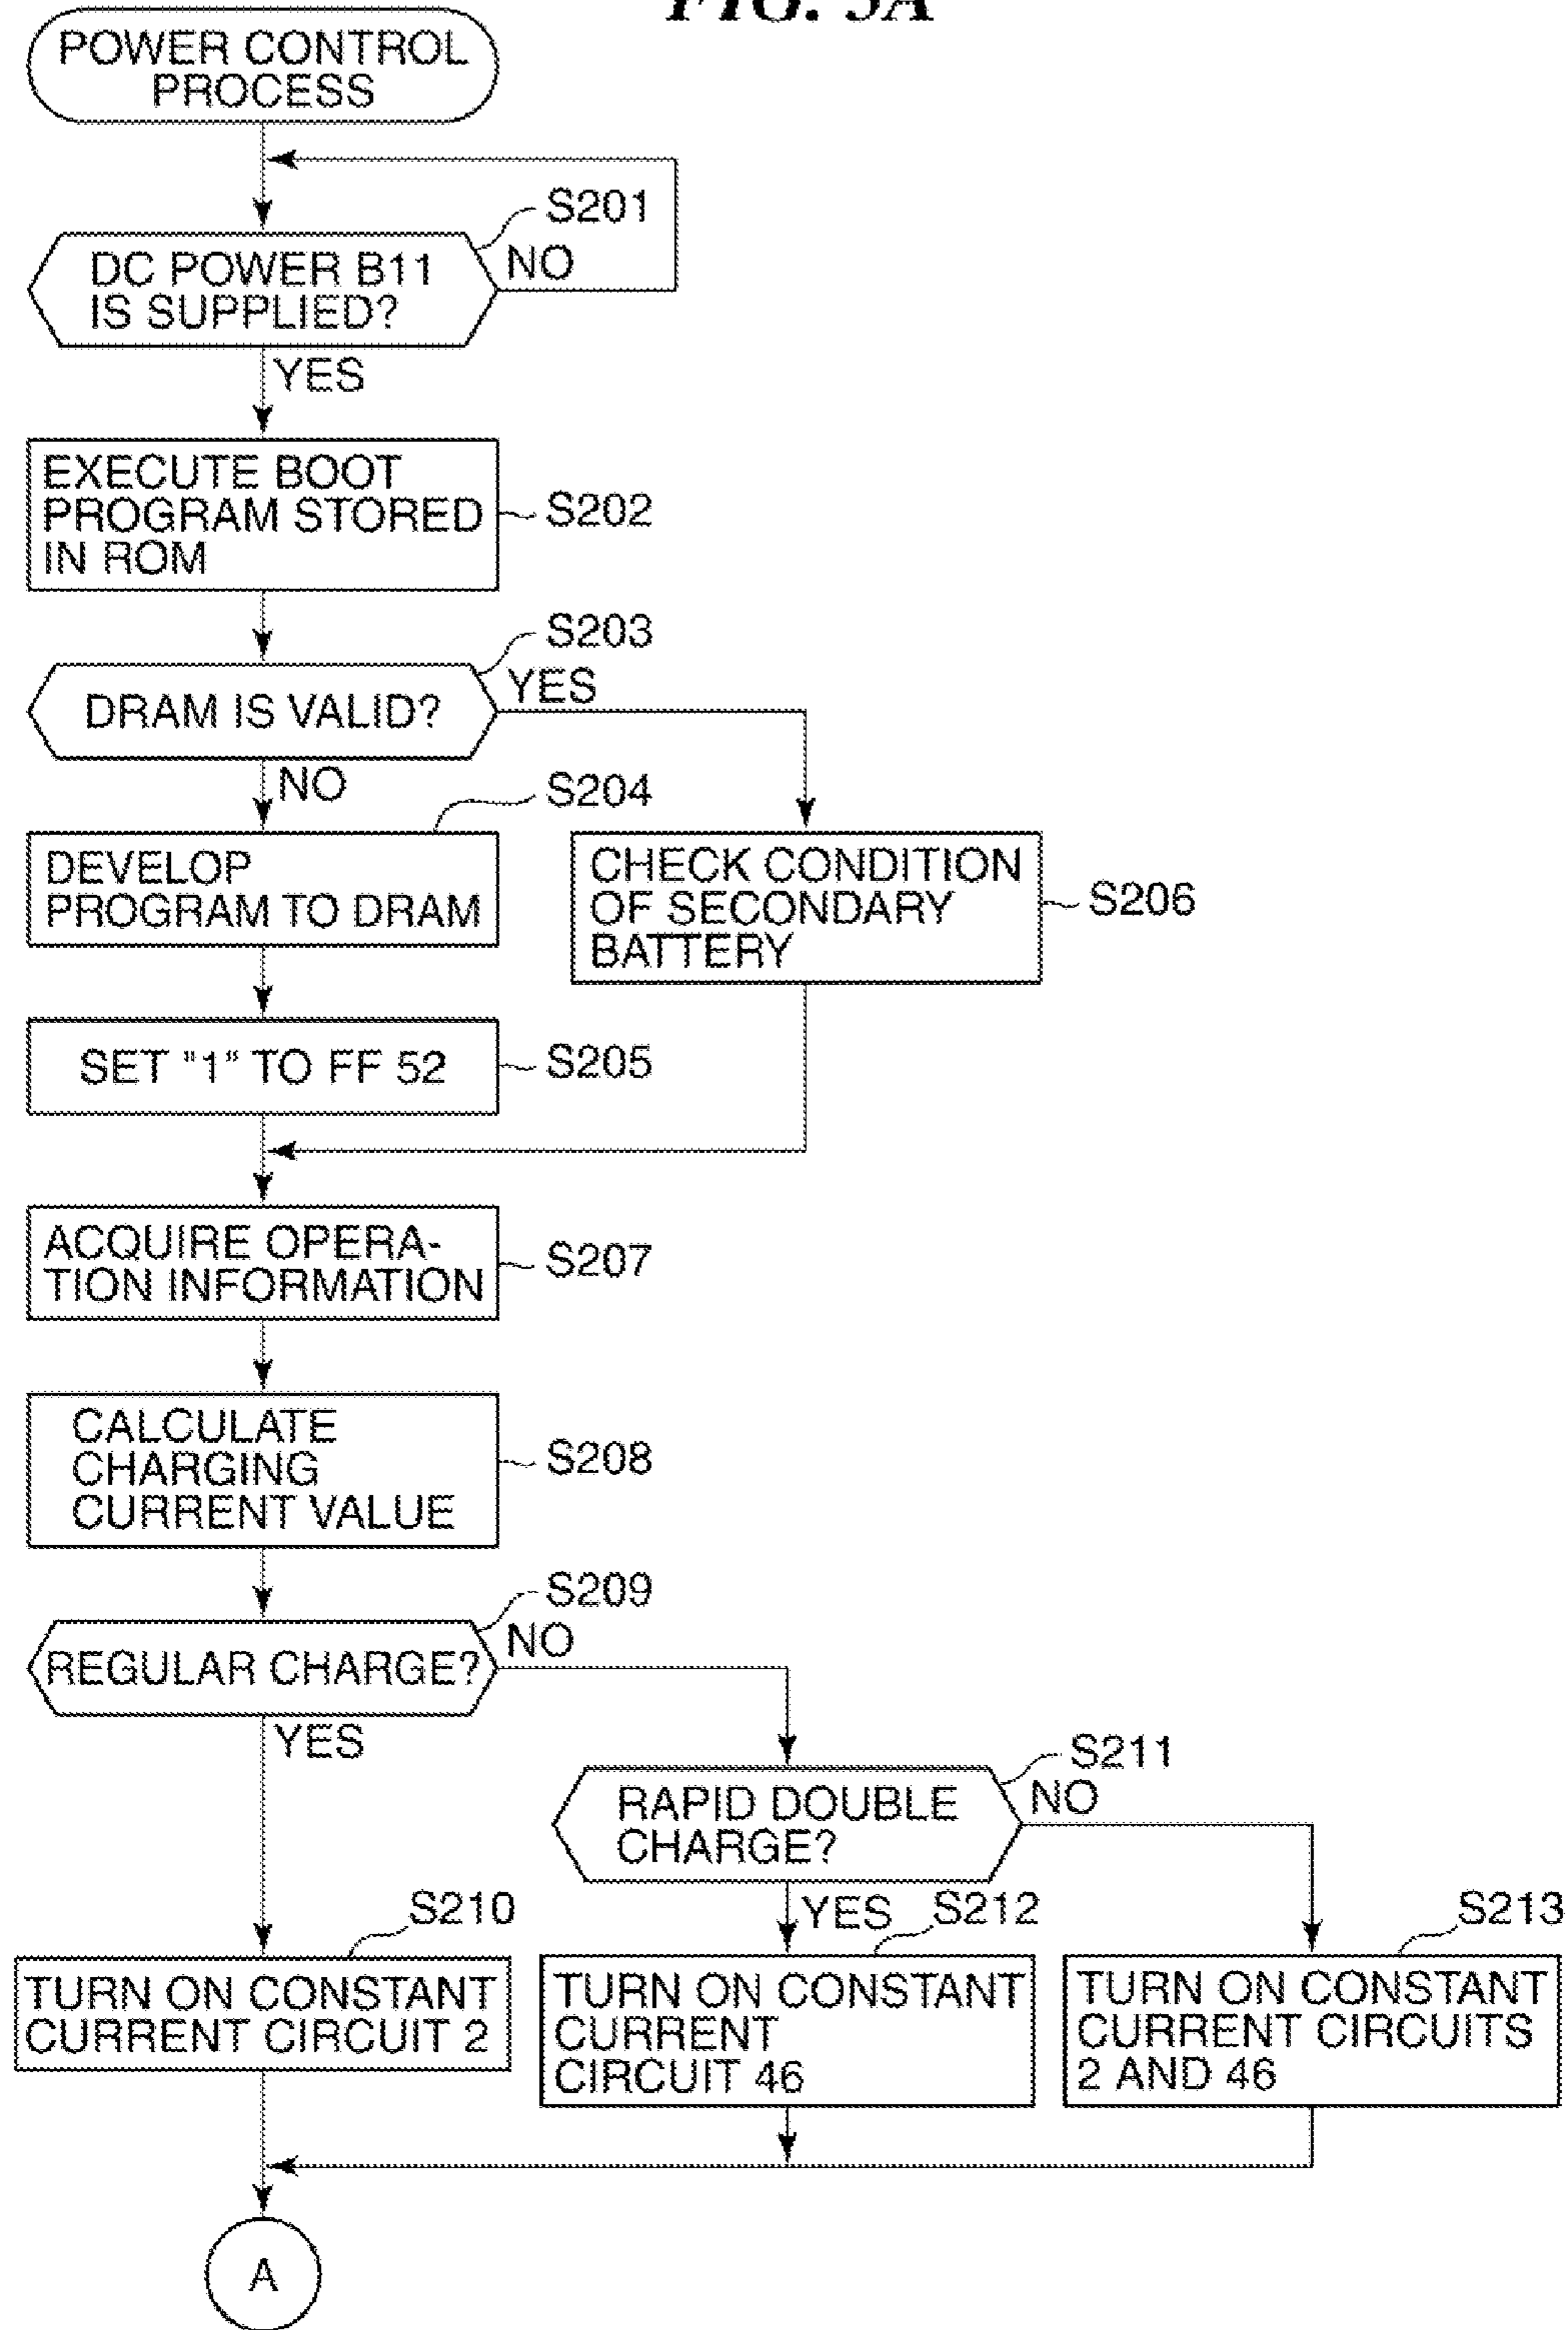 POWER CONTROL
PROCESS
S201
DC POWER B11
IS SUPPLIED?
NO
YES
EXECUTE BOOT
PROGRAM STORED
IN ROM
S202
S203
DRAM IS VALID?
YES
NO
S204
DEVELOP
PROGRAM TO DRAM
CHECK CONDITION
OF SECONDARY
BATTERY
S206
SET "1" TO FF 52
S205
ACQUIRE OPERA-
TION INFORMATION
S207
CALCULATE
CHARGING
CURRENT VALUE
S208
S209
REGULAR CHARGE?
NO
YES
S211
RAPID DOUBLE
CHARGE?
NO
YES
S210
TURN ON CONSTANT
CURRENT CIRCUIT 2
S212
TURN ON CONSTANT
CURRENT
CIRCUIT 46
S213
TURN ON CONSTANT
CURRENT CIRCUITS
2 AND 46
A